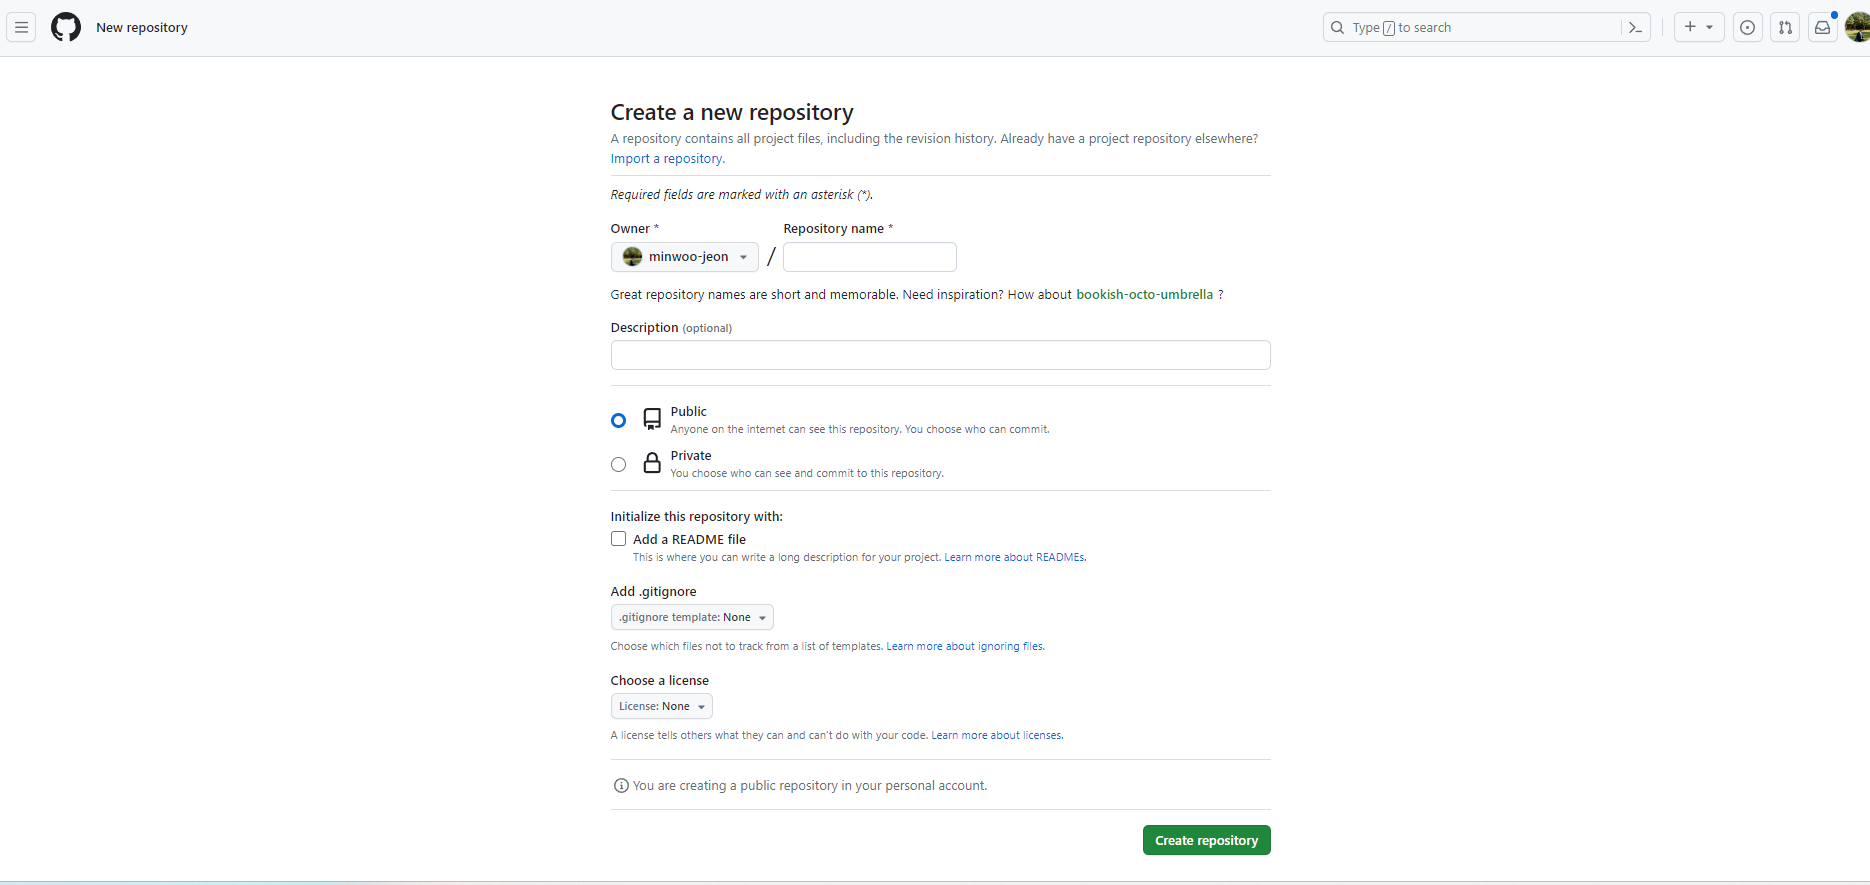 New repository
Type / to search
Create a new repository
A repository contains all project files, including the revision history. Already have a project repository elsewhere?
Import a repository.
Required fields are marked with an asterisk (*).
Owner *
Repository name *
minwoo-jeon
/
Great repository names are short and memorable. Need inspiration? How about bookish-octo-umbrella ?
Description (optional)
Public
Anyone on the internet can see this repository. You choose who can commit.
Private
You choose who can see and commit to this repository.
Initialize this repository with:
Add a README file
This is where you can write a long description for your project. Learn more about READMEs.
Add .gitignore
.gitignore template: None
Choose which files not to track from a list of templates. Learn more about ignoring files.
Choose a license
License: None
A license tells others what they can and can't do with your code. Learn more about licenses.
You are creating a public repository in your personal account.
Create repository